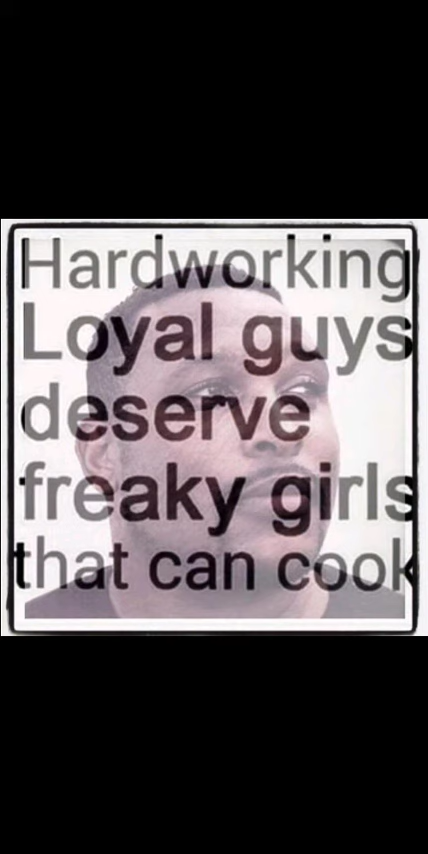 Hardworking
Loyal guys
deserve
freaky girls
that can cook